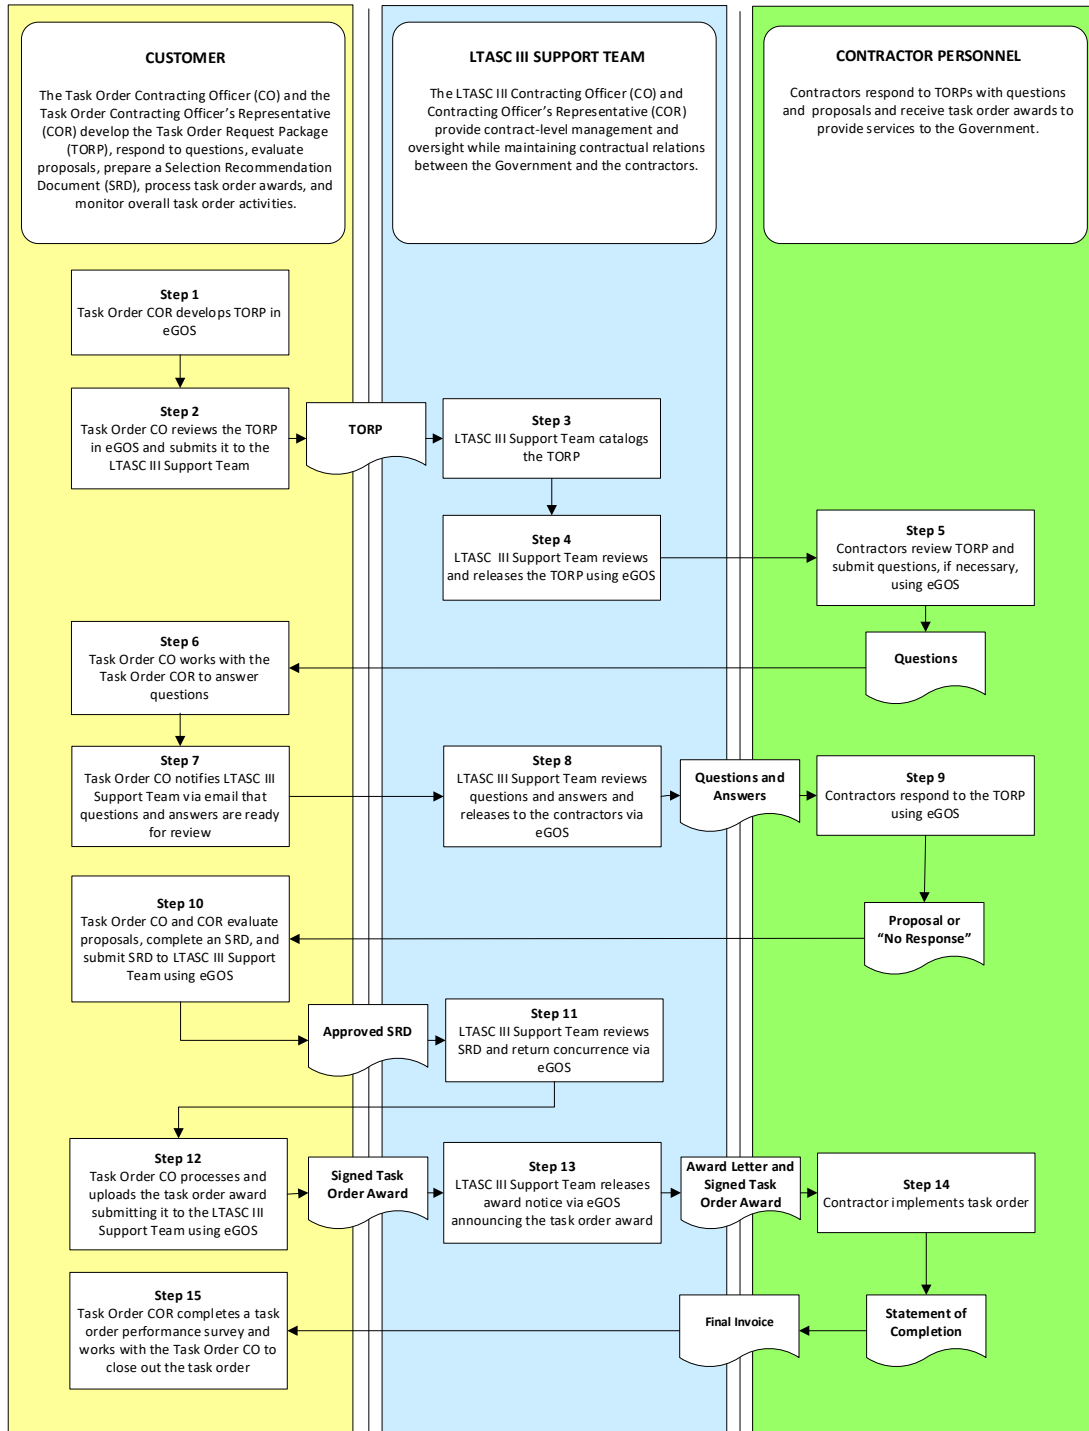 CUSTOMER
The Task Order Contracting Officer (CO) and the
Task Order Contracting Officer's Representative
(COR) develop the Task Order Request Package
(TORP), respond to questions, evaluate
proposals, prepare a Selection Recommendation
Document (SRD), process task order awards, and
monitor overall task order activities.
LTASC III SUPPORT TEAM
The LTASC III Contracting Officer (CO) and
Contracting Officer's Representative (COR)
provide contract-level management and
oversight while maintaining contractual relations
between the Government and the contractors.
CONTRACTOR PERSONNEL
Contractors respond to TORPs with questions
and proposals and receive task order awards to
provide services to the Government.
Step 1
Task Order COR develops TORP in
eGOS
Step 2
Task Order CO reviews the TORP
in eGOS and submits it to the
LTASC III Support Team
TORP
Step 3
LTASC III Support Team catalogs
the TORP
Step 4
LTASC III Support Team reviews
and releases the TORP using eGOS
Step 5
Contractors review TORP and
submit questions, if necessary,
using eGOS
Questions
Step 6
Task Order CO works with the
Task Order COR to answer
questions
Step 7
Task Order CO notifies LTASC III
Support Team via email that
questions and answers are ready
for review
Step 8
LTASC III Support Team reviews
questions and answers and
releases to the contractors via
eGOS
Questions and
Answers
Step 9
Contractors respond to the TORP
using eGOS
Proposal or
“No Response”
Step 10
Task Order CO and COR evaluate
proposals, complete an SRD, and
submit SRD to LTASC III Support
Team using eGOS
Approved SRD
Step 11
LTASC III Support Team reviews
SRD and return concurrence via
eGOS
Step 12
Task Order CO processes and
uploads the task order award
submitting it to the LTASC III
Support Team using eGOS
Signed Task
Order Award
Step 13
LTASC III Support Team releases
award notice via eGOS
announcing the task order award
Award Letter and
Signed Task
Order Award
Step 14
Contractor implements task order
Statement of
Completion
Final Invoice
Step 15
Task Order COR completes a task
order performance survey and
works with the Task Order CO to
close out the task order